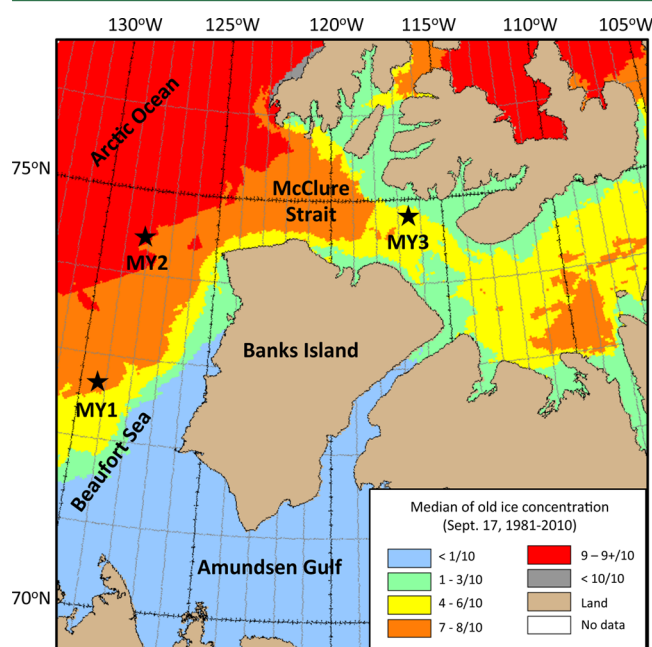 130°W 125°W 120°W 115°W 110°W 105°W
Arctic Ocean
75°N
McClure
Strait
MY2
MY3
Banks Island
MY1
Beaufort Sea
Amundsen Gulf
70°N
Median of old ice concentration
(Sept. 17, 1981-2010)
< 1/10
1 - 3/10
4 - 6/10
7 - 8/10
9 – 9+/10
< 10/10
Land
No data